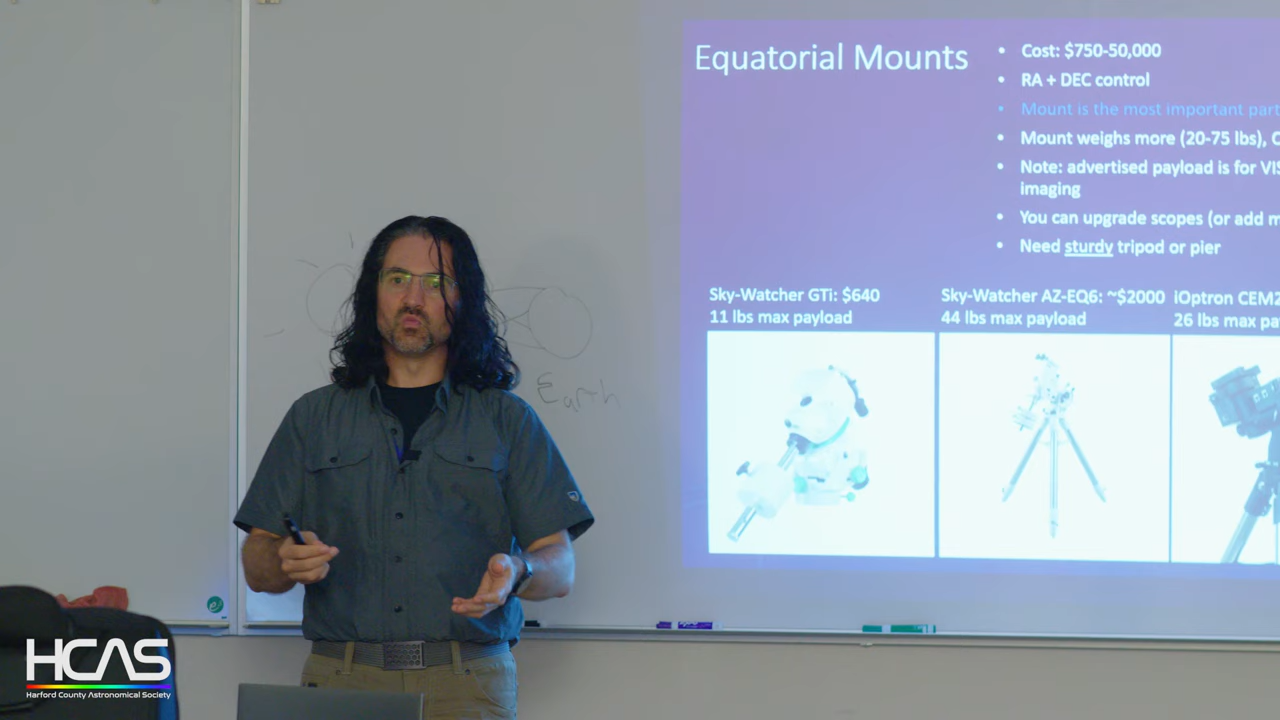 Equatorial Mounts
• Cost: $750-50,000
• RA + DEC control
• Mount is the most important part
• Mount weighs more (20-75 lbs),
• Note: advertised payload is for
imaging
• You can upgrade scopes (or add
• Need sturdy tripod or pier
Sky-Watcher GTi: $640
11 lbs max payload
Sky-Watcher AZ-EQ6: ~$2000
44 lbs max payload
iOptron
26 lbs max
Earth
HCAS
Harford County Astronomical Society